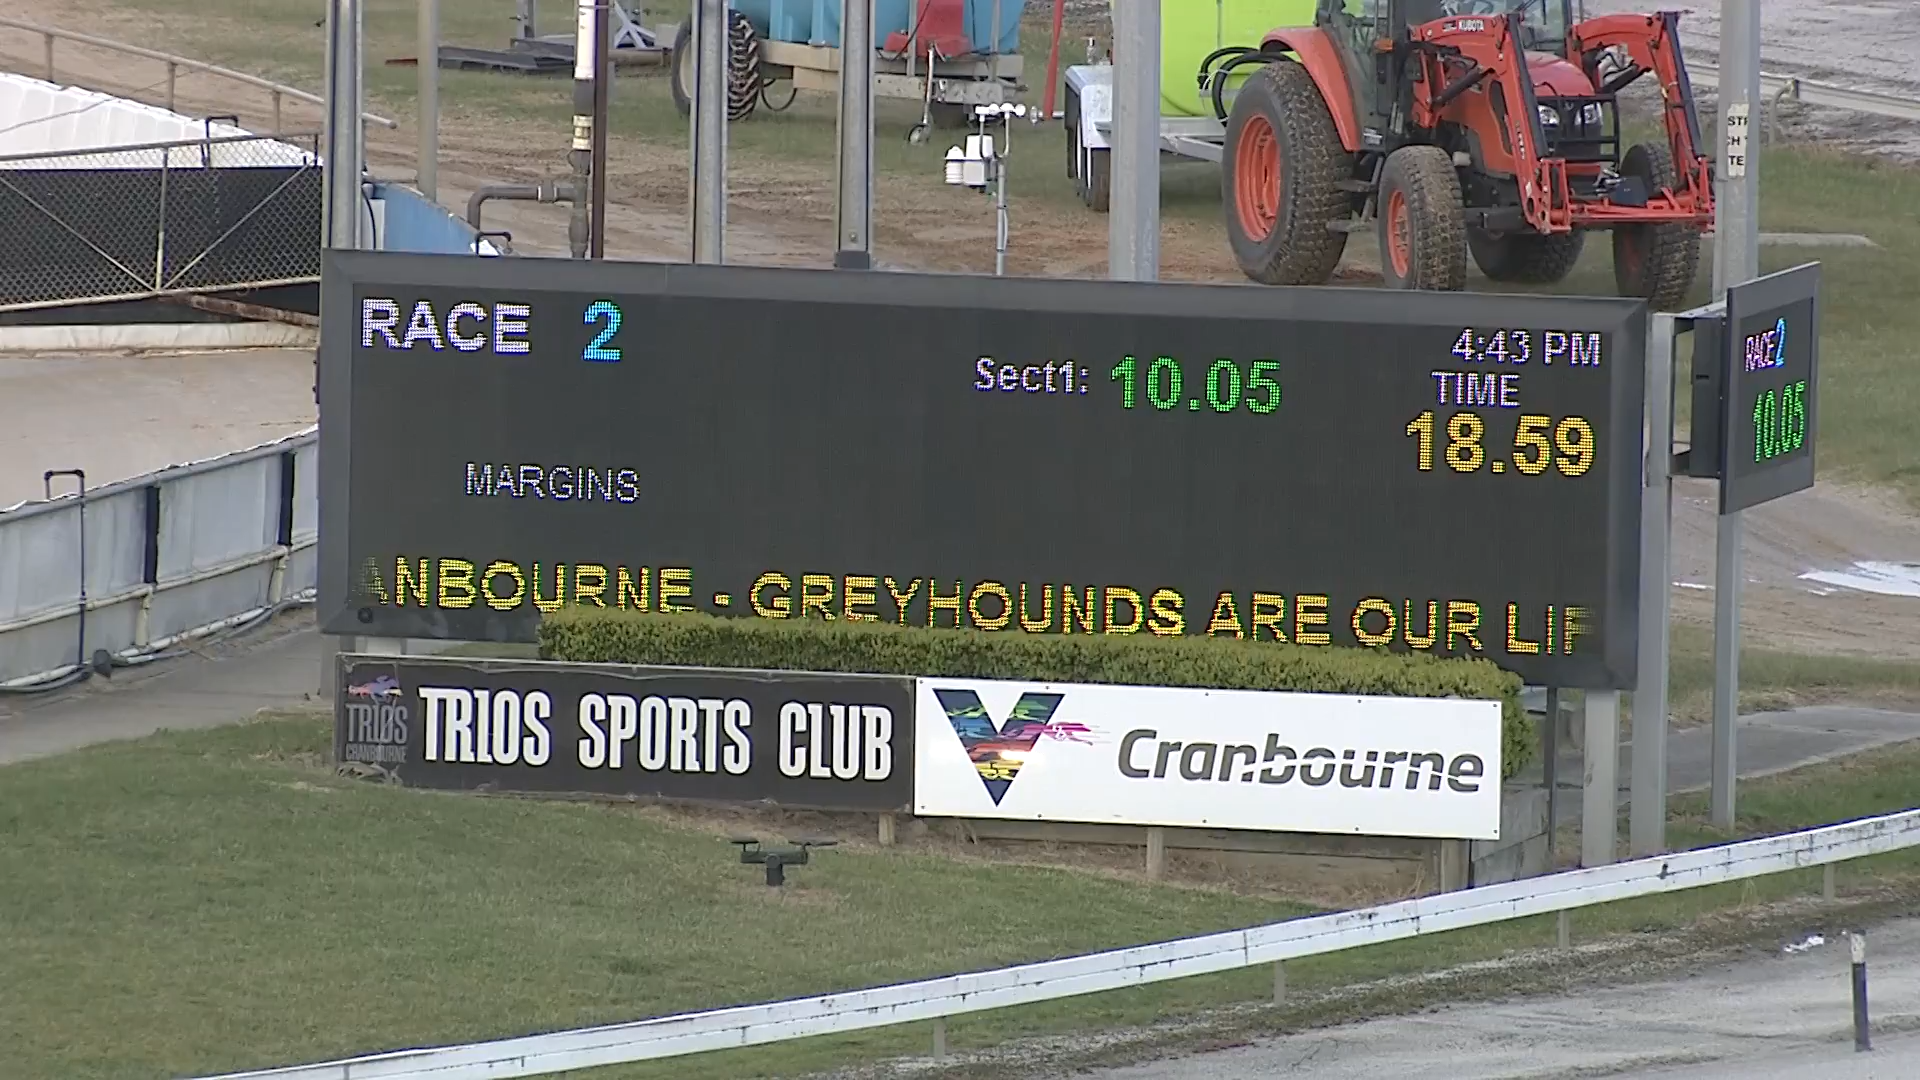 KUBOTA
RACE 2
4:43 PM
Sect1: 10.05
TIME
18.59
MARGINS
ANBOURNE - GREYHOUNDS ARE OUR LIF
RACE 2
10.05
TRIOS
CRANBOURNE
TRIOS SPORTS CLUB
Cranbourne